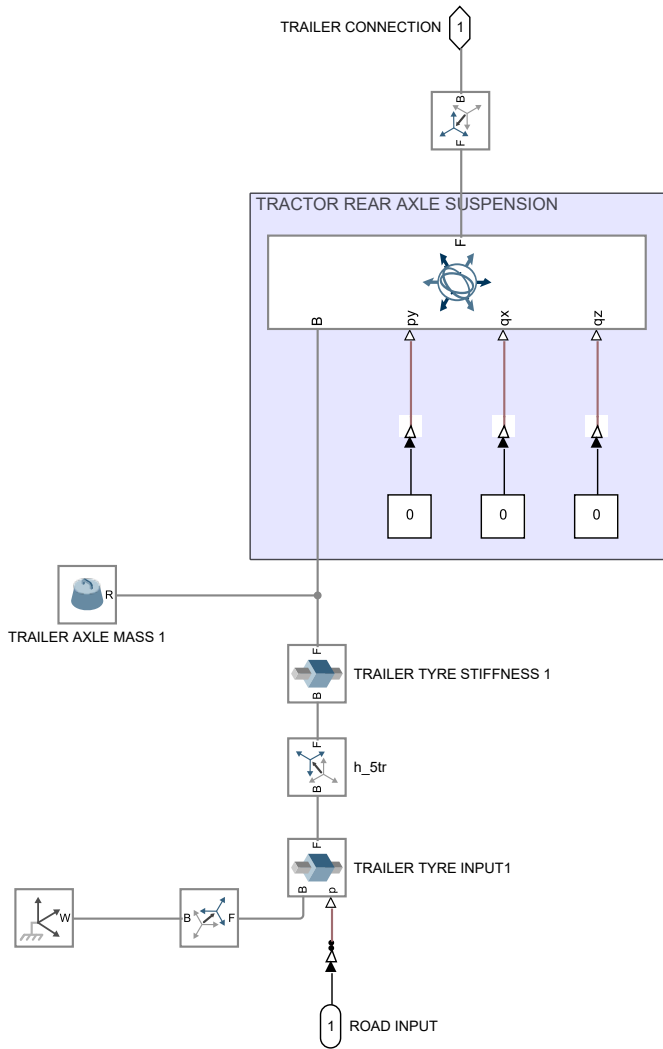 TRAILER CONNECTION
1
B
F
TRACTOR REAR AXLE SUSPENSION
F
B
py
qx
qz
0
0
0
R
TRAILER AXLE MASS 1
F
TRAILER TYRE STIFFNESS 1
B
F
h_5tr
B
F
TRAILER TYRE INPUT1
B
p
W
B
F
1
ROAD INPUT